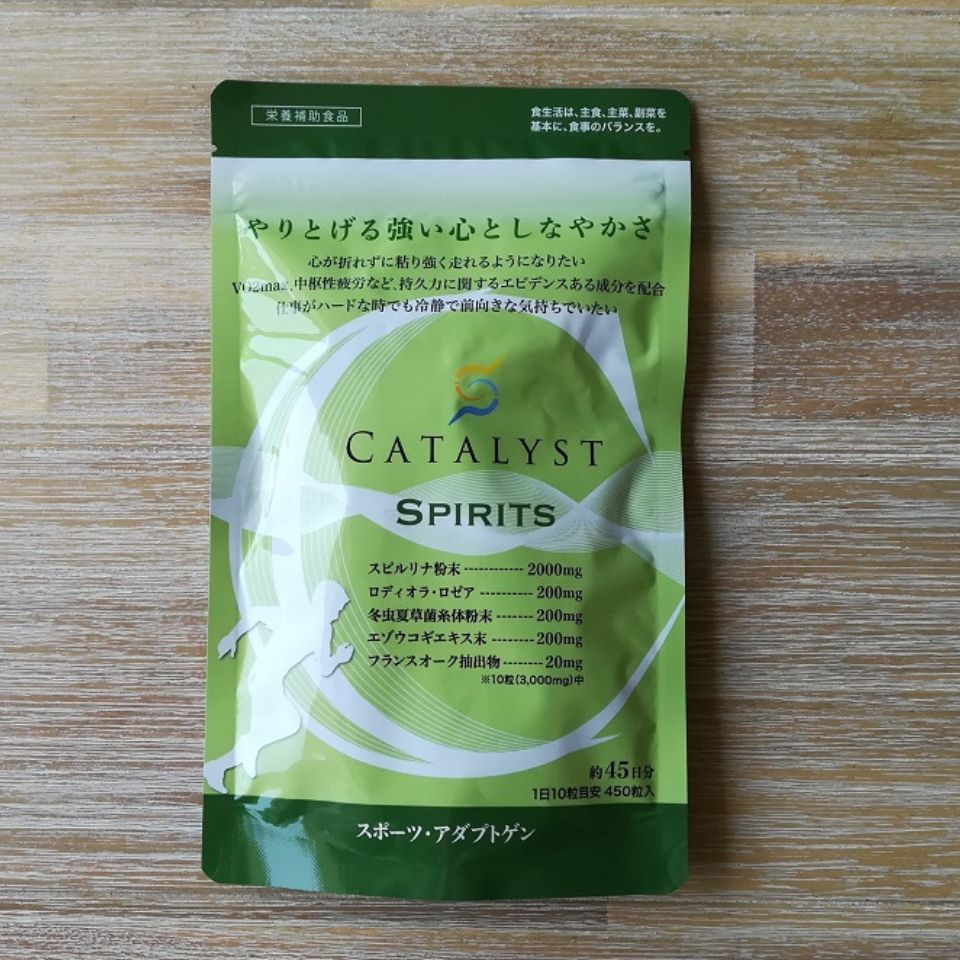 栄養補助食品
食生活は、主食、主菜、副菜を
基本に、食事のバランスを。
やりとげる強い心としなやかさ
心が折れずに粘り強く走れるようになりたい
VO2max、中枢性疲労など、持久力に関するエビデンスある成分を配合
仕事がハードな時でも冷静で前向きな気持ちでいたい
CATALYST
SPIRITS
スピルリナ粉末 ------------ 2000mg
ロディオラ・ロゼア ---------- 200mg
冬虫夏草菌糸体粉末 ------- 200mg
エゾウコギエキス末 -------- 200mg
フランスオーク抽出物 -------- 20mg
※10粒(3,000mg)中
約45日分
1日10粒目安 450粒入
スポーツ・アダプトゲン